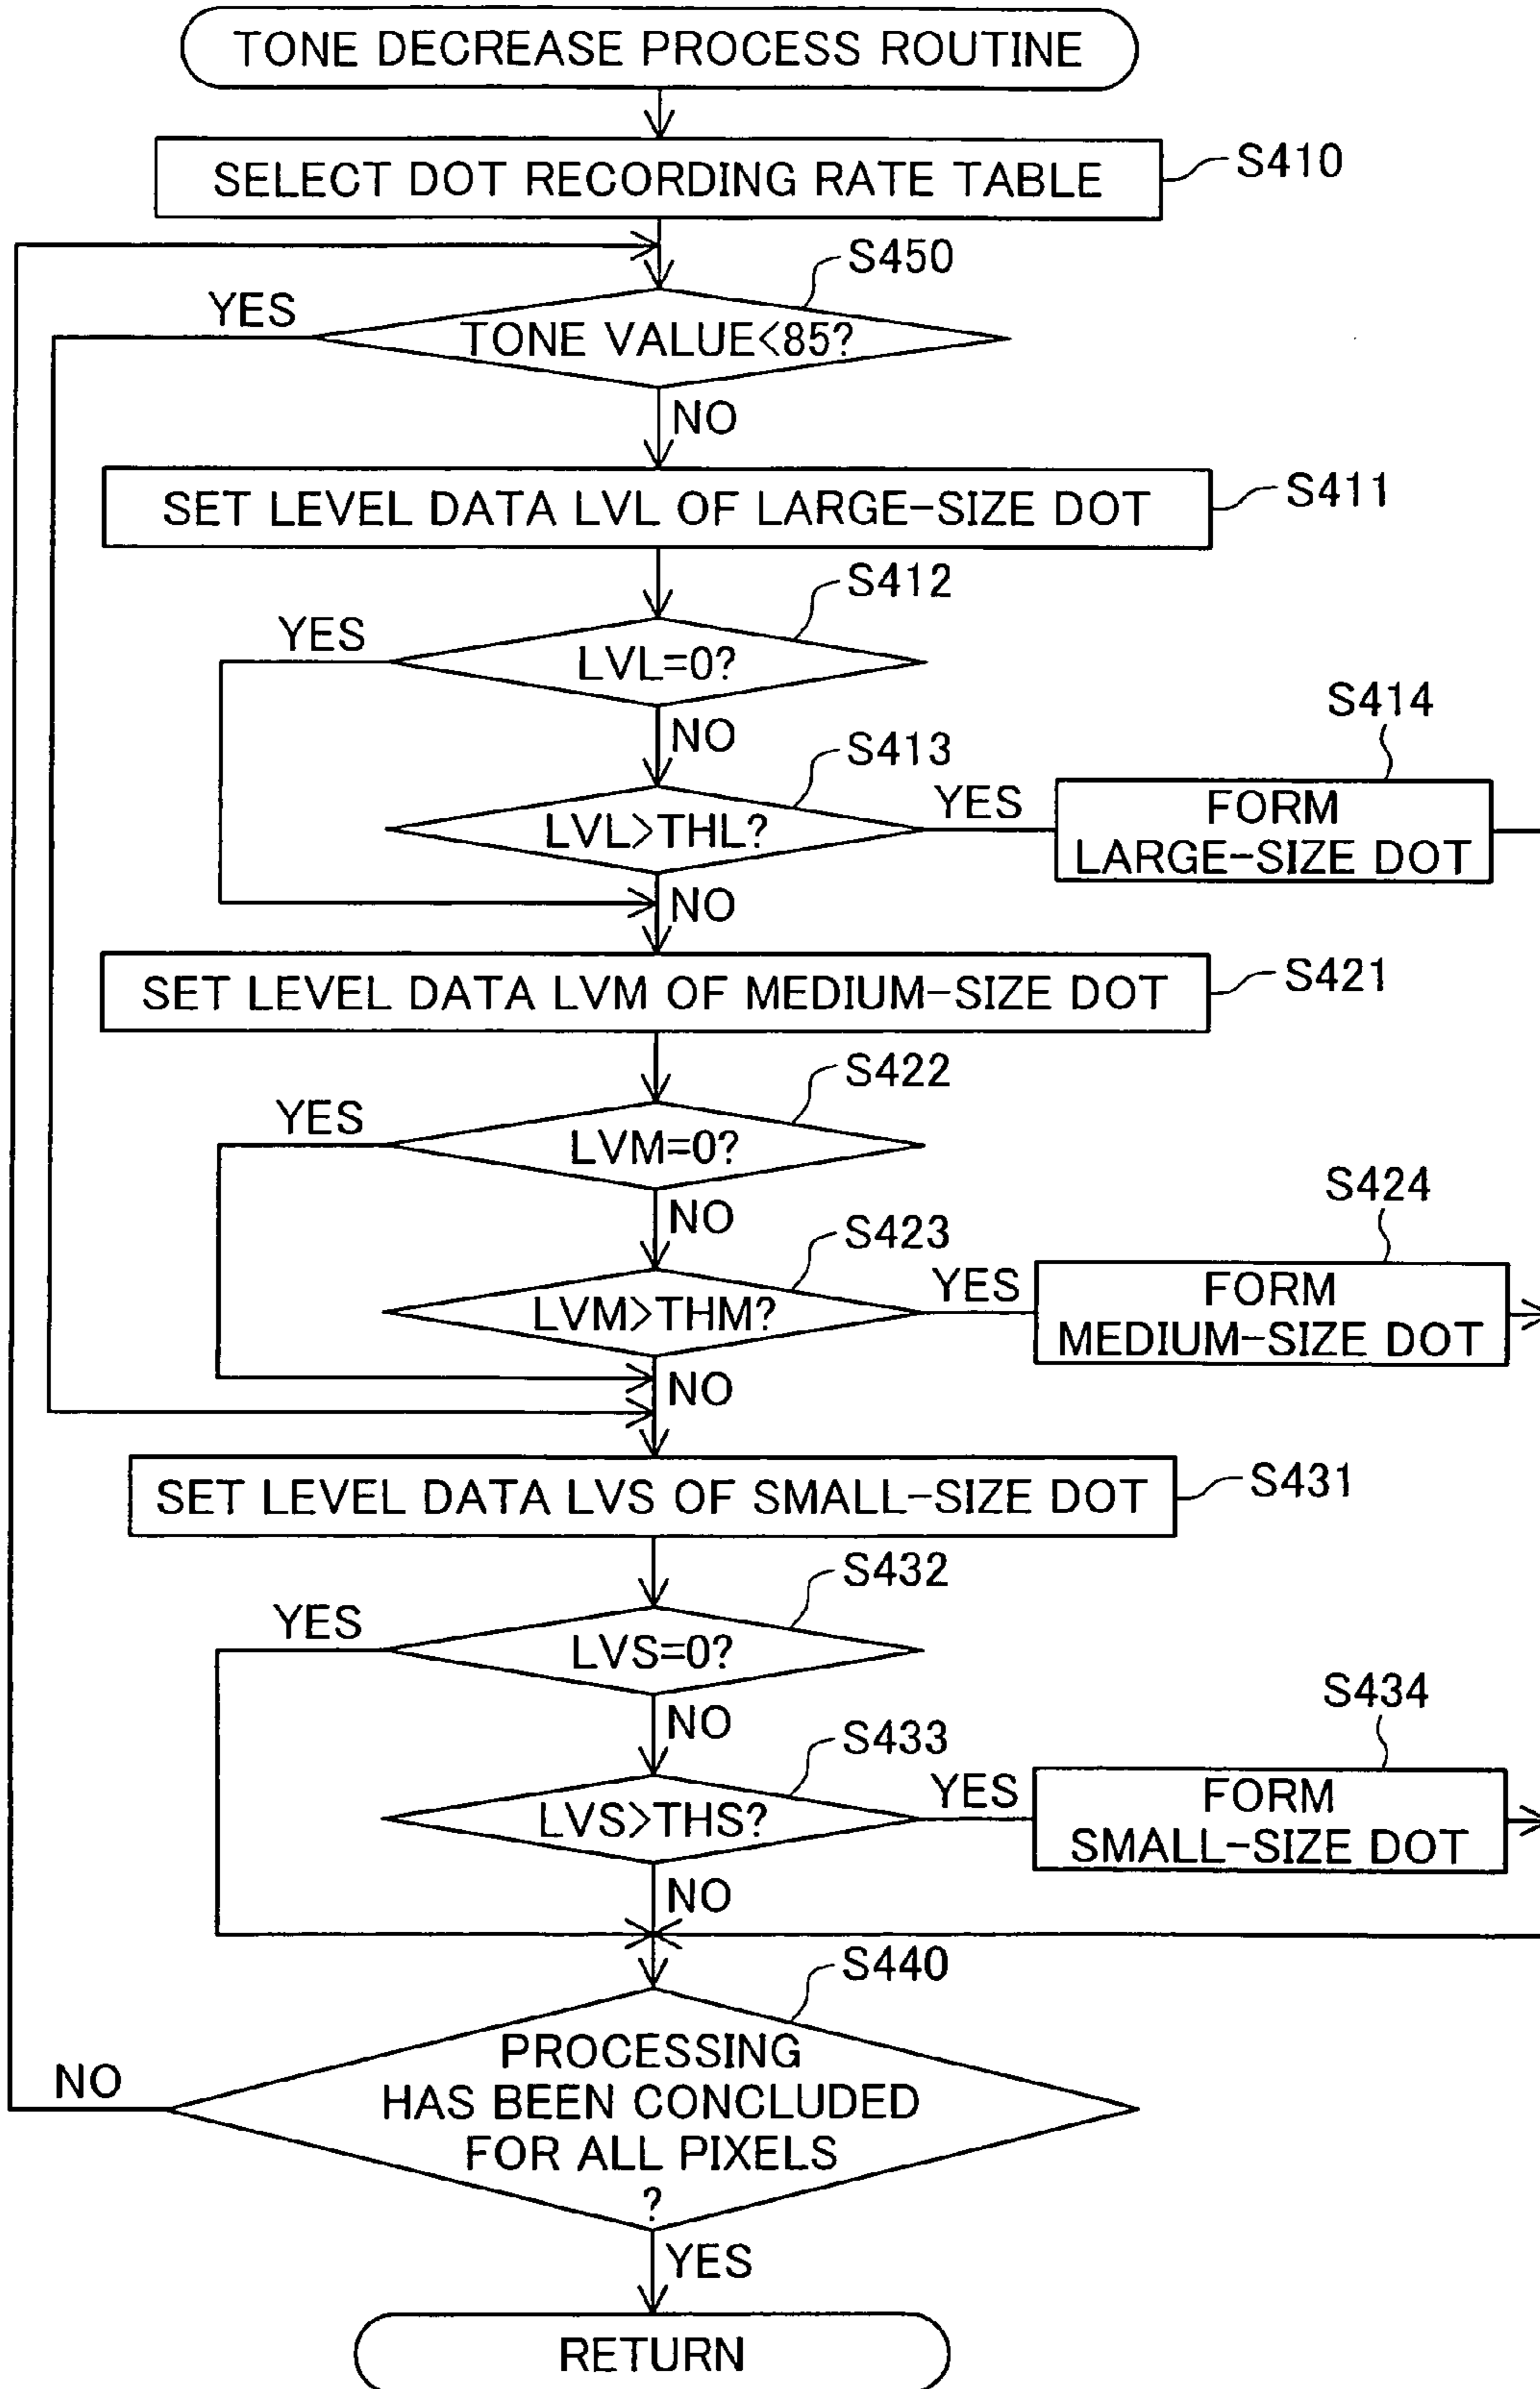 TONE DECREASE PROCESS ROUTINE
SELECT DOT RECORDING RATE TABLE
S410
S450
YES
TONE VALUE<85?
NO
SET LEVEL DATA LVL OF LARGE-SIZE DOT
S411
S412
YES
LVL=0?
NO
S413
S414
LVL>THL?
YES
FORM
LARGE-SIZE DOT
NO
SET LEVEL DATA LVM OF MEDIUM-SIZE DOT
S421
S422
YES
LVM=0?
NO
S423
S424
LVM>THM?
YES
FORM
MEDIUM-SIZE DOT
NO
SET LEVEL DATA LVS OF SMALL-SIZE DOT
S431
S432
YES
LVS=0?
NO
S433
S434
LVS>THS?
YES
FORM
SMALL-SIZE DOT
NO
S440
NO
PROCESSING
HAS BEEN CONCLUDED
FOR ALL PIXELS
?
YES
RETURN